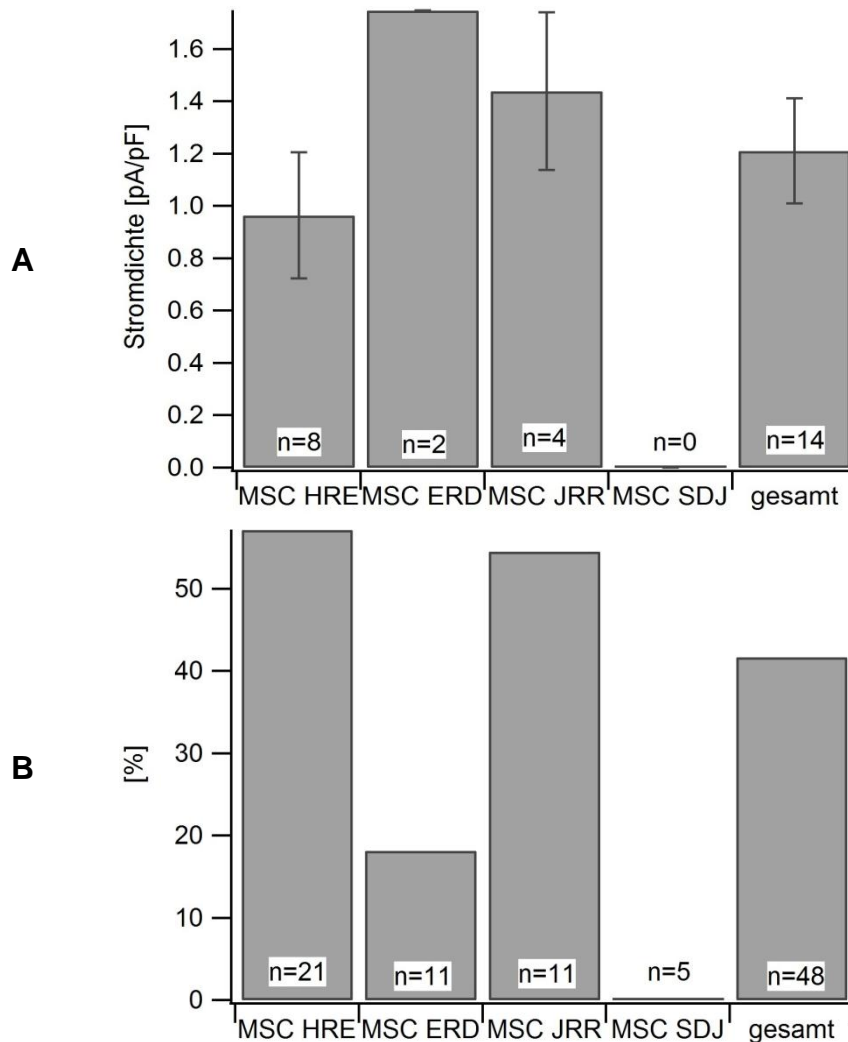 A
Stromdichte [pA/pF]
1.6
1.4
1.2
1.0
0.8
0.6
0.4
0.2
0.0
n=8
n=2
n=4
n=0
n=14
MSC HRE
MSC ERD
MSC JRR
MSC SDJ
gesamt
B
[%]
50
40
30
20
10
0
n=21
n=11
n=11
n=5
n=48
MSC HRE
MSC ERD
MSC JRR
MSC SDJ
gesamt